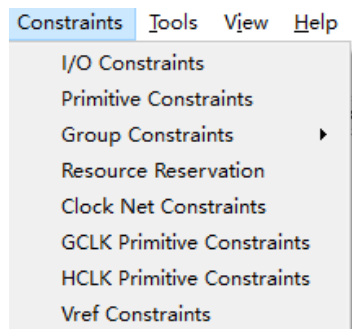 Constraints Tools View Help
I/O Constraints
Primitive Constraints
Group Constraints
Resource Reservation
Clock Net Constraints
GCLK Primitive Constraints
HCLK Primitive Constraints
Vref Constraints